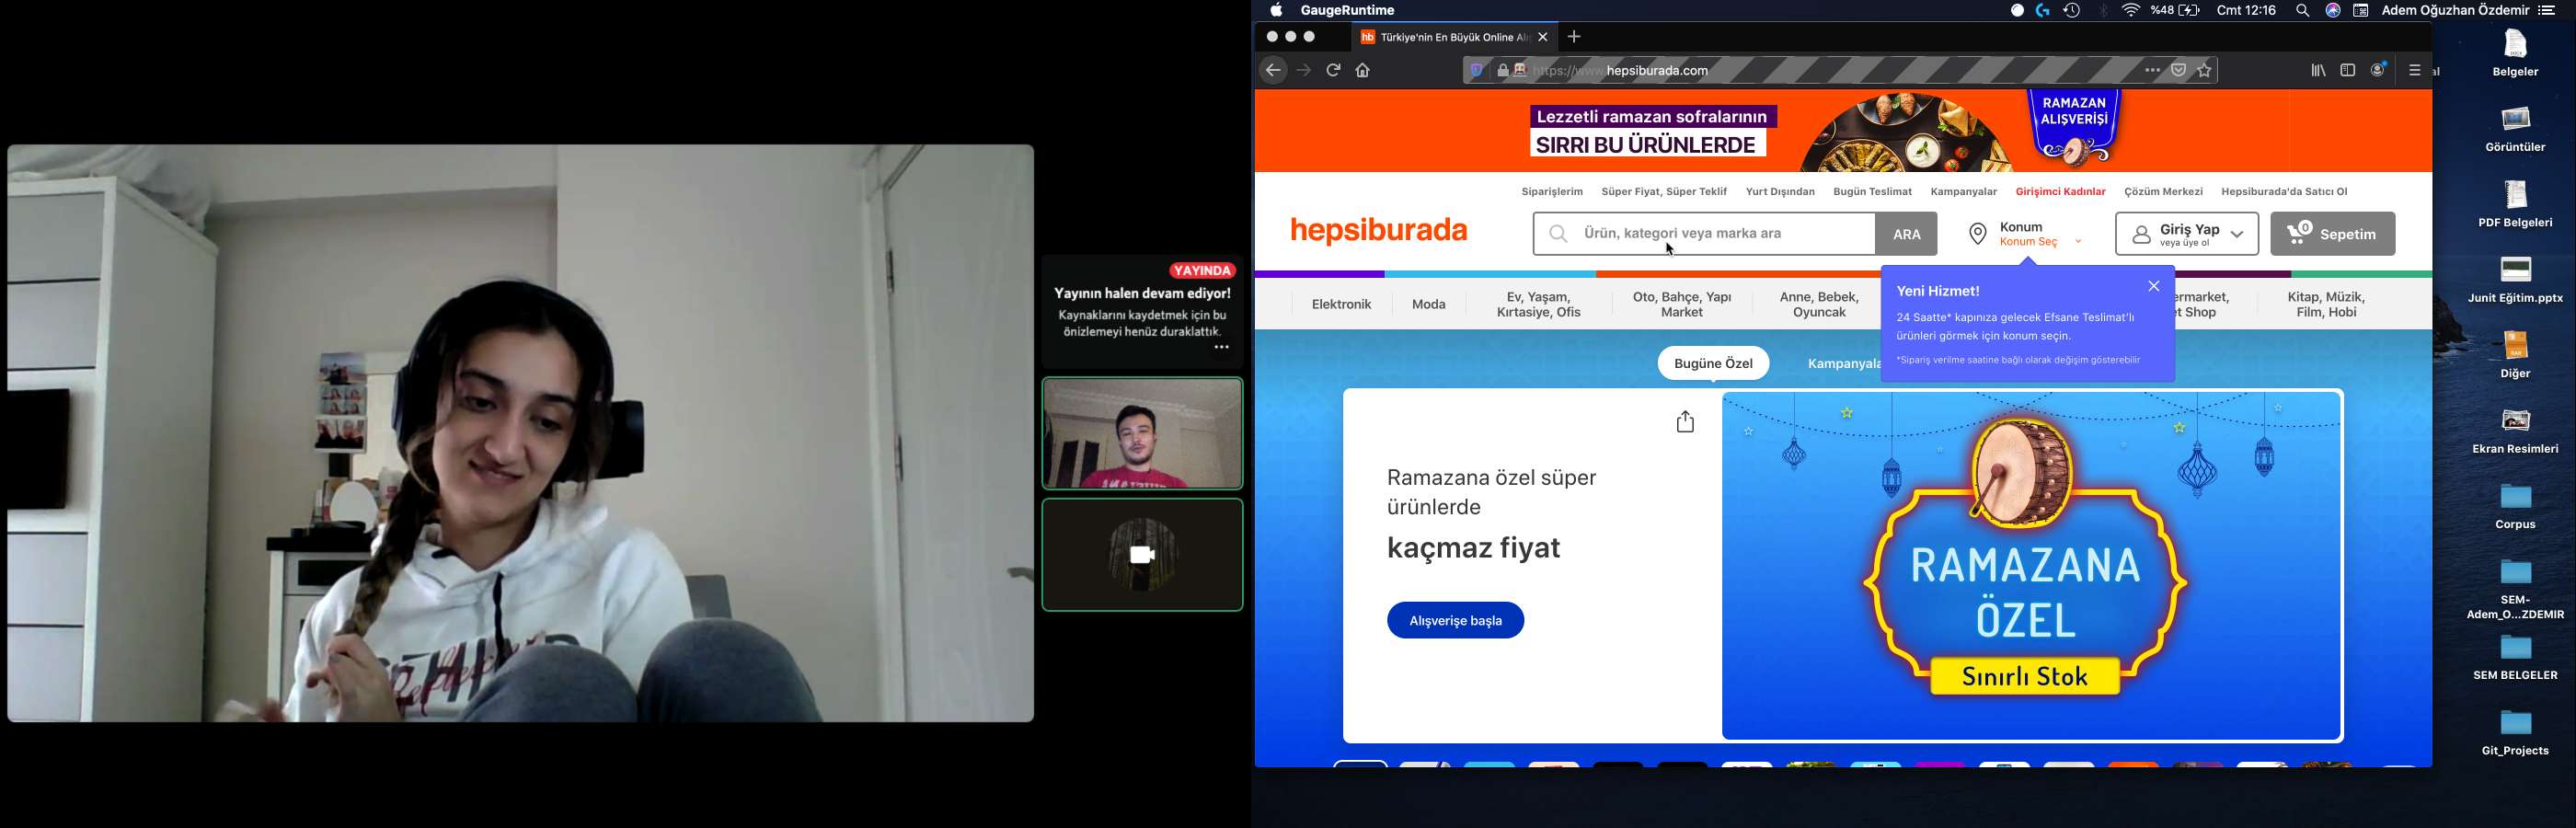 YAYINDA
Yayının halen devam ediyor!
Kaynaklarını kaydetmek için bu
önizlemeyi henüz duraklattık.
GaugeRuntime
%48
Cmt 12:16
Adem Oğuzhan Özdemir
hb
Türkiye'nin En Büyük Online Alış
https://www.hepsiburada.com
Lezzetli ramazan sofralarının
SIRRI BU ÜRÜNLERDE
RAMAZAN
ALIŞVERİŞİ
Siparişlerim
Süper Fiyat, Süper Teklif
Yurt Dışından
Bugün Teslimat
Kampanyalar
Girişimci Kadınlar
Çözüm Merkezi
Hepsiburada'da Satıcı Ol
hepsiburada
Ürün, kategori veya marka ara
ARA
Konum
Konum Seç
Giriş Yap
veya üye ol
0
Sepetim
Elektronik
Moda
Ev, Yaşam,
Kırtasiye, Ofis
Oto, Bahçe, Yapı
Market
Anne, Bebek,
Oyuncak
ermarket,
et Shop
Kitap, Müzik,
Film, Hobi
Yeni Hizmet!
24 Saatte* kapınıza gelecek Efsane Teslimat'lı
ürünleri görmek için konum seçin.
*Sipariş verilme saatine bağlı olarak değişim gösterebilir
Bugüne Özel
Kampanyala
Ramazana özel süper
ürünlerde
kaçmaz fiyat
Alışverişe başla
RAMAZANA
ÖZEL
Sınırlı Stok
al
Belgeler
Görüntüler
PDF Belgeleri
Junit Eğitim.pptx
Diğer
Ekran Resimleri
Corpus
SEM-
Adem_O...ZDEMIR
SEM BELGELER
Git_Projects